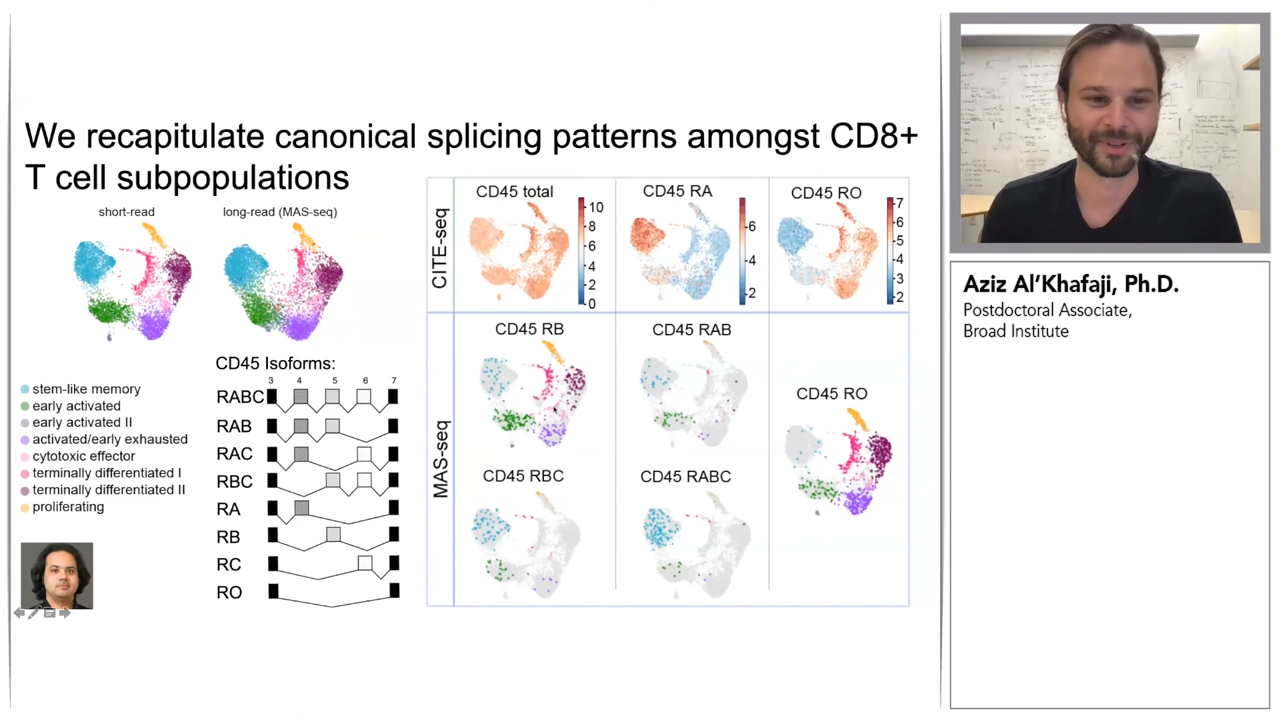 We recapitulate canonical splicing patterns amongst CD8+
T cell subpopulations
short-read
long-read (MAS-seq)
stem-like memory
early activated
early activated II
activated/early exhausted
cytotoxic effector
terminally differentiated I
terminally differentiated II
proliferating
CD45 Isoforms:
3 4 5 6 7
RABC
RAB
RAC
RBC
RA
RB
RC
RO
CITE-seq
CD45 total
10
8
6
4
2
0
CD45 RA
6
4
2
CD45 RO
7
6
5
4
3
2
MAS-seq
CD45 RB
CD45 RAB
CD45 RO
CD45 RBC
CD45 RABC
Aziz Al’Khafaji, Ph.D.
Postdoctoral Associate,
Broad Institute